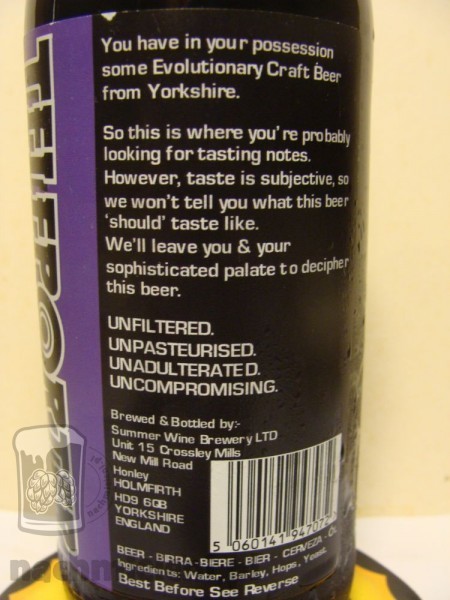 You have in your possession
some Evolutionary Craft Beer
from Yorkshire.
So this is where you're probably
looking for tasting notes.
However, taste is subjective, so
we won't tell you what this beer
'should' taste like.
We'll leave you & your
sophisticated palate to decipher
this beer.
UNFILTERED.
UNPASTEURISED.
UNADULTERATED.
UNCOMPROMISING.
Brewed & Bottled by:-
Summer Wine Brewery LTD
Unit 15 Crossley Mills
New Mill Road
Honley
HOLMFIRTH
HD9 6QB
YORKSHIRE
ENGLAND
BEER - BIRRA - BIERE - BIER - CERVEZA -
Ingredients: Water, Barley, Hops, Yeast.
Best Before See Reverse